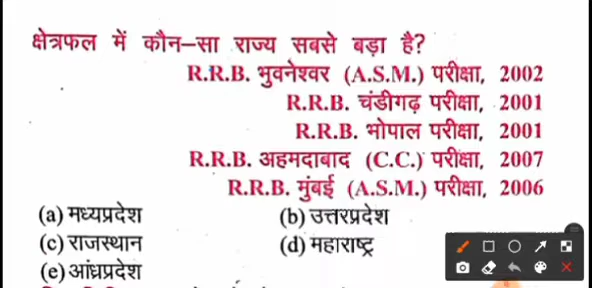 क्षेत्रफल में कौन–सा राज्य सबसे बड़ा है?
R.R.B. भुवनेश्वर (A.S.M.) परीक्षा, 2002
R.R.B. चंडीगढ़ परीक्षा, 2001
R.R.B. भोपाल परीक्षा, 2001
R.R.B. अहमदाबाद (C.C.) परीक्षा, 2007
R.R.B. मुंबई (A.S.M.) परीक्षा, 2006
(a) मध्यप्रदेश (b) उत्तरप्रदेश
(c) राजस्थान (d) महाराष्ट्र
(e) आंध्रप्रदेश